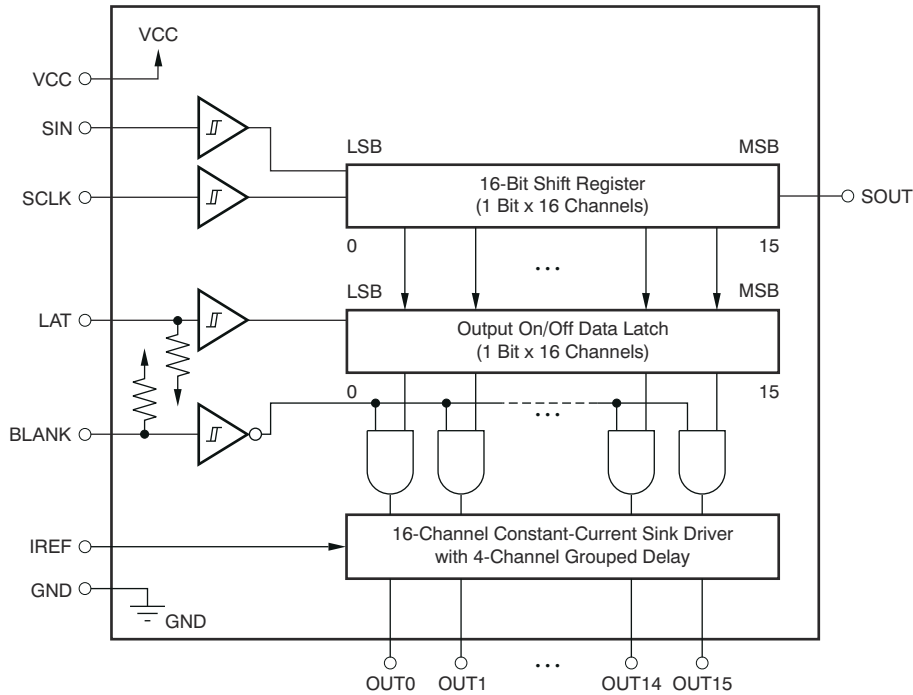 VCC
VCC
SIN
LSB
MSB
16-Bit Shift Register
(1 Bit x 16 Channels)
SCLK
SOUT
0
15
...
LSB
MSB
LAT
Output On/Off Data Latch
(1 Bit x 16 Channels)
0
15
...
BLANK
16-Channel Constant-Current Sink Driver
with 4-Channel Grouped Delay
IREF
GND
GND
...
OUT0
OUT1
OUT14
OUT15